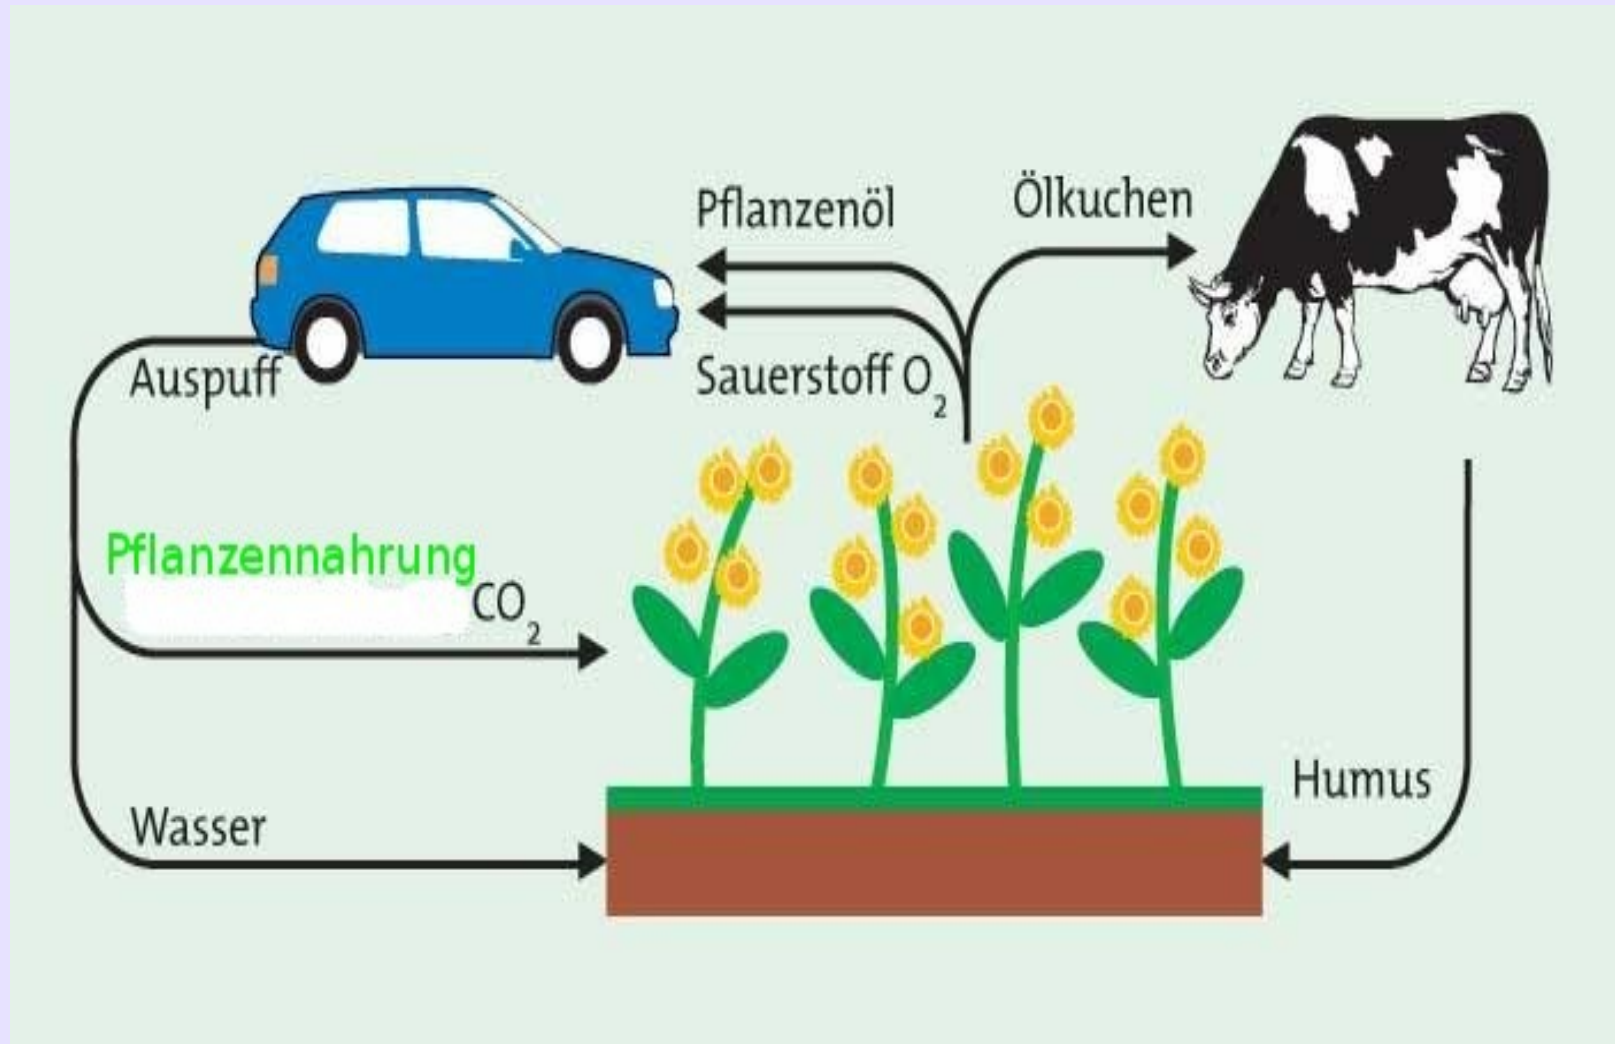 Pflanzenöl
Ölkuchen
Auspuff
Sauerstoff O₂
Pflanzennahrung
CO₂
Humus
Wasser